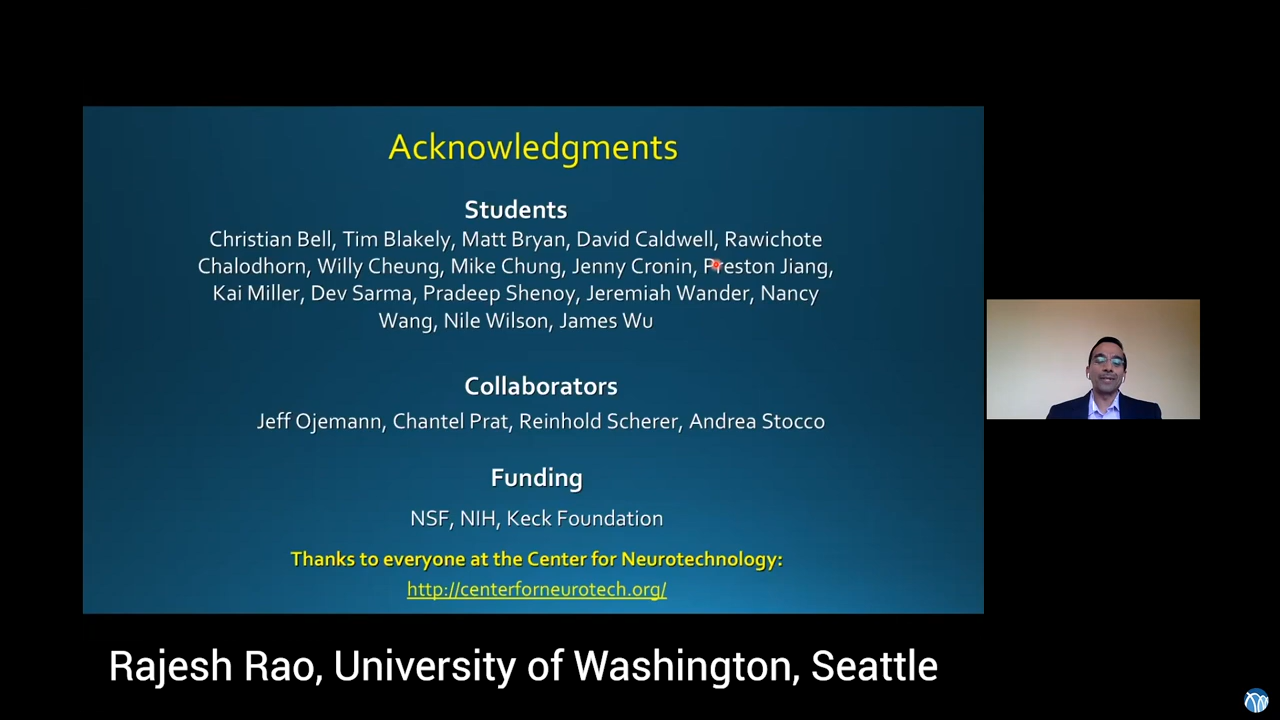 Acknowledgments
Students
Christian Bell, Tim Blakely, Matt Bryan, David Caldwell, Rawichote
Chalodhorn, Willy Cheung, Mike Chung, Jenny Cronin, Preston Jiang,
Kai Miller, Dev Sarma, Pradeep Shenoy, Jeremiah Wander, Nancy
Wang, Nile Wilson, James Wu
Collaborators
Jeff Ojemann, Chantel Prat, Reinhold Scherer, Andrea Stocco
Funding
NSF, NIH, Keck Foundation
Thanks to everyone at the Center for Neurotechnology:
http://centerforneurotech.org/
Rajesh Rao, University of Washington, Seattle